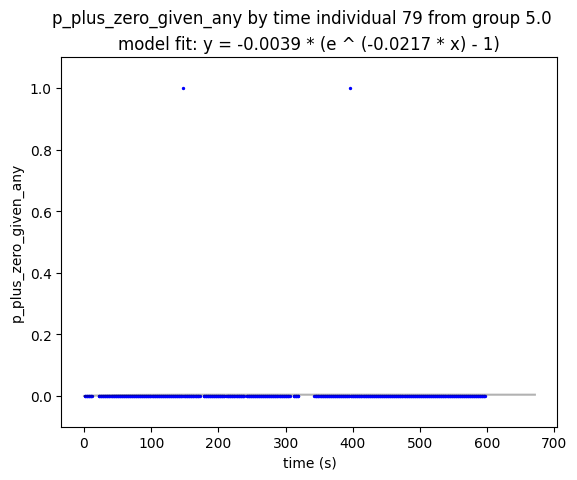 p_plus_zero_given_any by time individual 79 from group 5.0
model fit: y = -0.0039 * (e ^ (-0.0217 * x) - 1)
1.0
0.8
0.6
0.4
0.2
0.0
p_plus_zero_given_any
0 100 200 300 400 500 600 700
time (s)